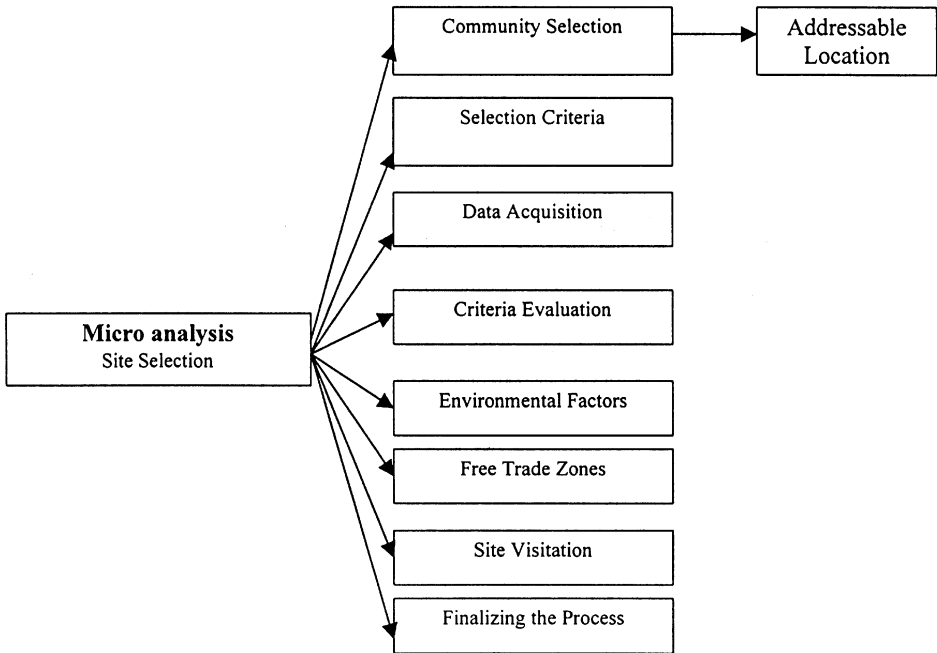 Community Selection
Addressable
Location
Selection Criteria
Data Acquisition
Criteria Evaluation
Micro analysis
Site Selection
Environmental Factors
Free Trade Zones
Site Visitation
Finalizing the Process